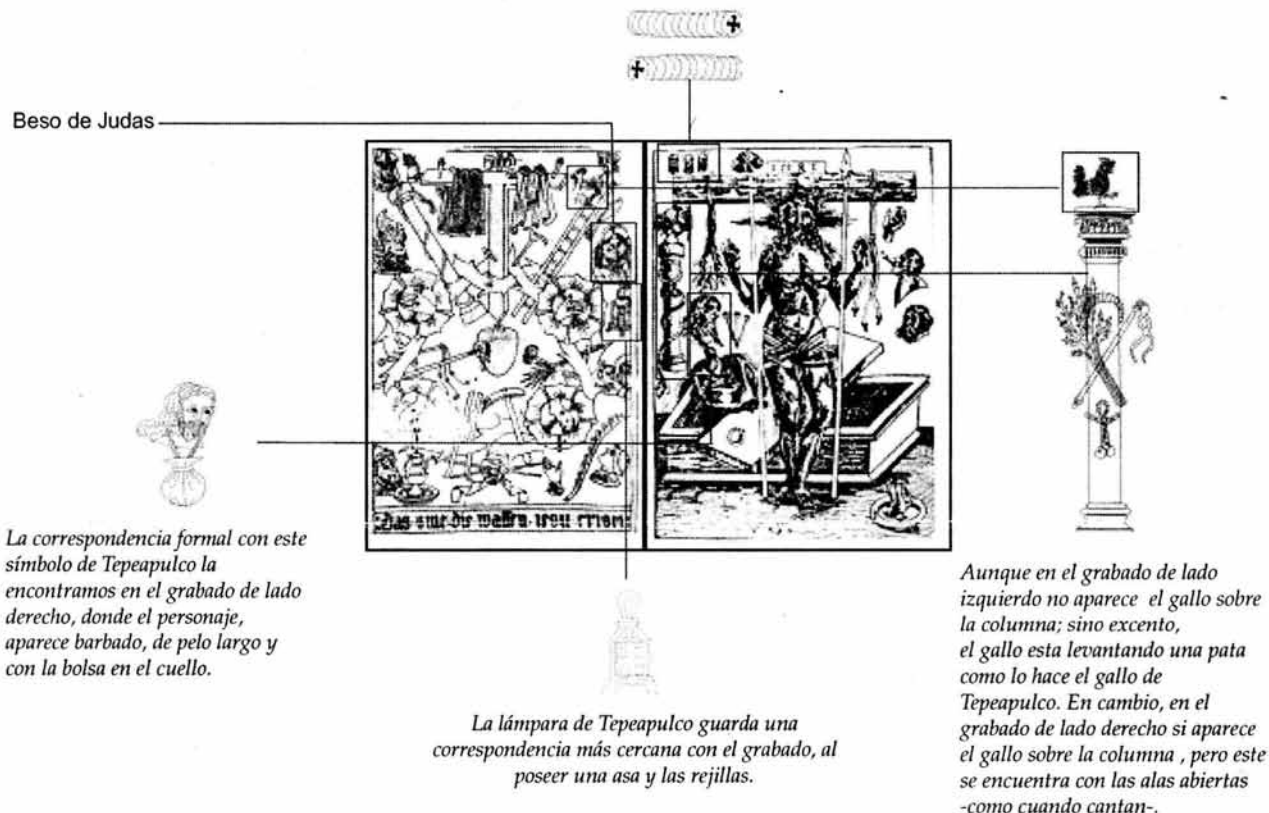 Beso de Judas
La correspondencia formal con este
símbolo de Tepeapulco la
encontramos en el grabado de lado
derecho, donde el personaje,
aparece barbado, de pelo largo y
con la bolsa en el cuello.
La lámpara de Tepeapulco guarda una
correspondencia más cercana con el grabado, al
poseer una asa y las rejillas.
Aunque en el grabado de lado
izquierdo no aparece el gallo sobre
la columna; sino excento,
el gallo esta levantando una pata
como lo hace el gallo de
Tepeapulco. En cambio, en el
grabado de lado derecho si aparece
el gallo sobre la columna , pero este
se encuentra con las alas abiertas
-como cuando cantan-.